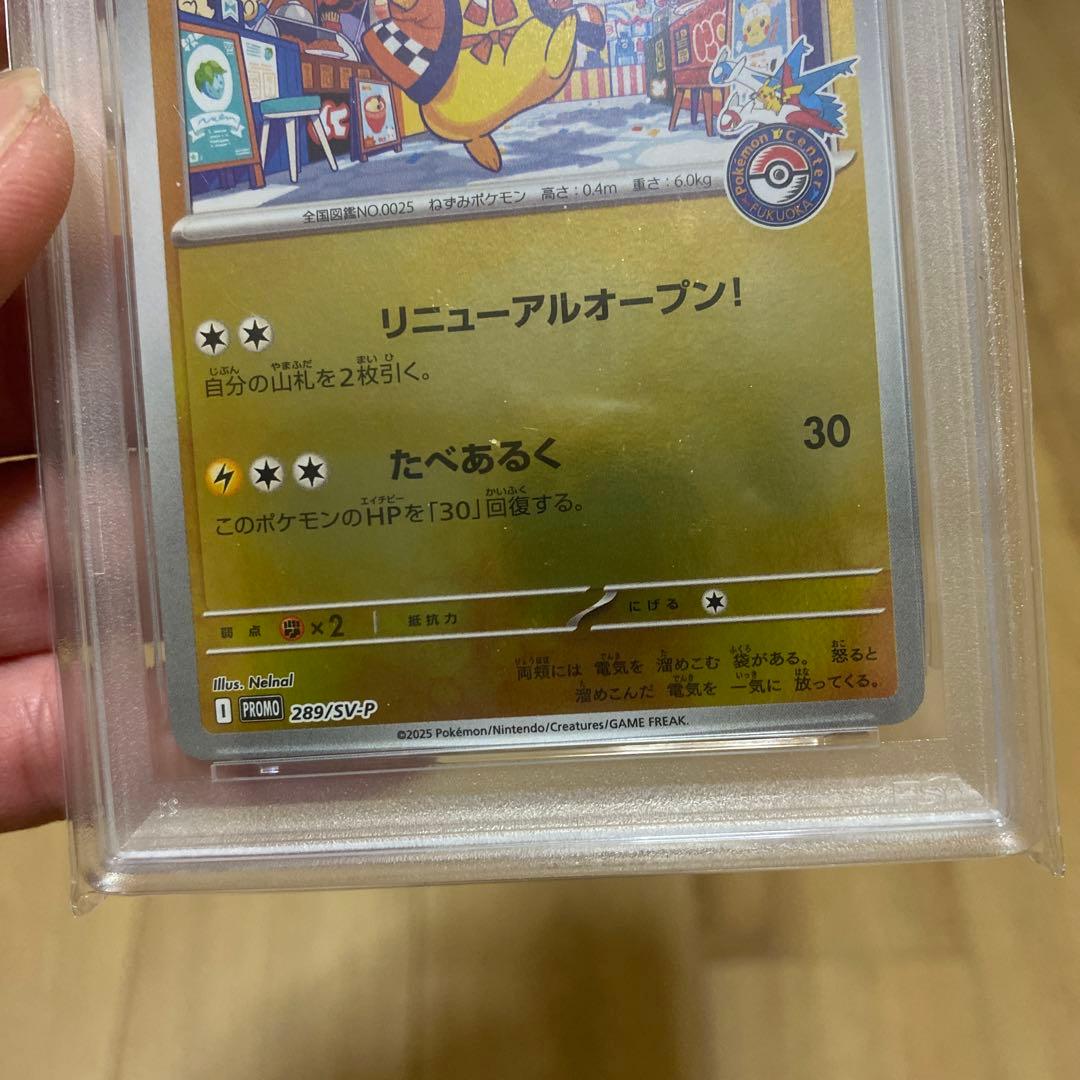 Pokémon Center
FUKUOKA
全国図鑑NO.0025 ねずみポケモン 高さ:0.4m 重さ:6.0kg
リニューアルオープン!
自分の山札を2枚引く。
たべあるく 30
このポケモンのHPを「30」回復する。
弱点 ×2 抵抗力 にげる
両頬には 電気を 溜めこむ 袋がある。 怒ると
溜めこんだ 電気を 一気に 放ってくる。
Illus. Nelnal
I PROMO 289/SV-P
©2025 Pokémon/Nintendo/Creatures/GAME FREAK.